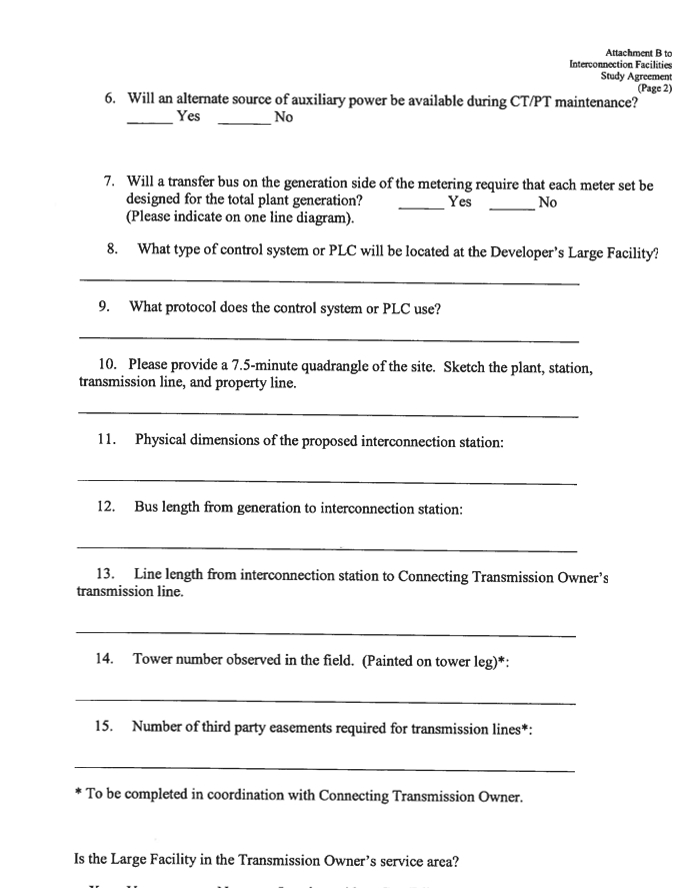 Attachment B to
Interconnection Facilities
Study Agreement
(Page 2)
6. Will an alternate source of auxiliary power be available during CT/PT maintenance?
______ Yes _______ No
7. Will a transfer bus on the generation side of the metering require that each meter set be
designed for the total plant generation? ______ Yes ______ No
(Please indicate on one line diagram).
8. What type of control system or PLC will be located at the Developer's Large Facility?
9. What protocol does the control system or PLC use?
10. Please provide a 7.5-minute quadrangle of the site. Sketch the plant, station,
transmission line, and property line.
11. Physical dimensions of the proposed interconnection station:
12. Bus length from generation to interconnection station:
13. Line length from interconnection station to Connecting Transmission Owner's
transmission line.
14. Tower number observed in the field. (Painted on tower leg)*:
15. Number of third party easements required for transmission lines*:
* To be completed in coordination with Connecting Transmission Owner.
Is the Large Facility in the Transmission Owner's service area?